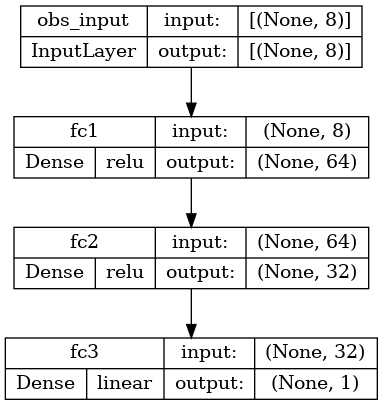 obs_input input: [(None, 8)]
InputLayer output: [(None, 8)]
fc1 input: (None, 8)
Dense relu output: (None, 64)
fc2 input: (None, 64)
Dense relu output: (None, 32)
fc3 input: (None, 32)
Dense linear output: (None, 1)